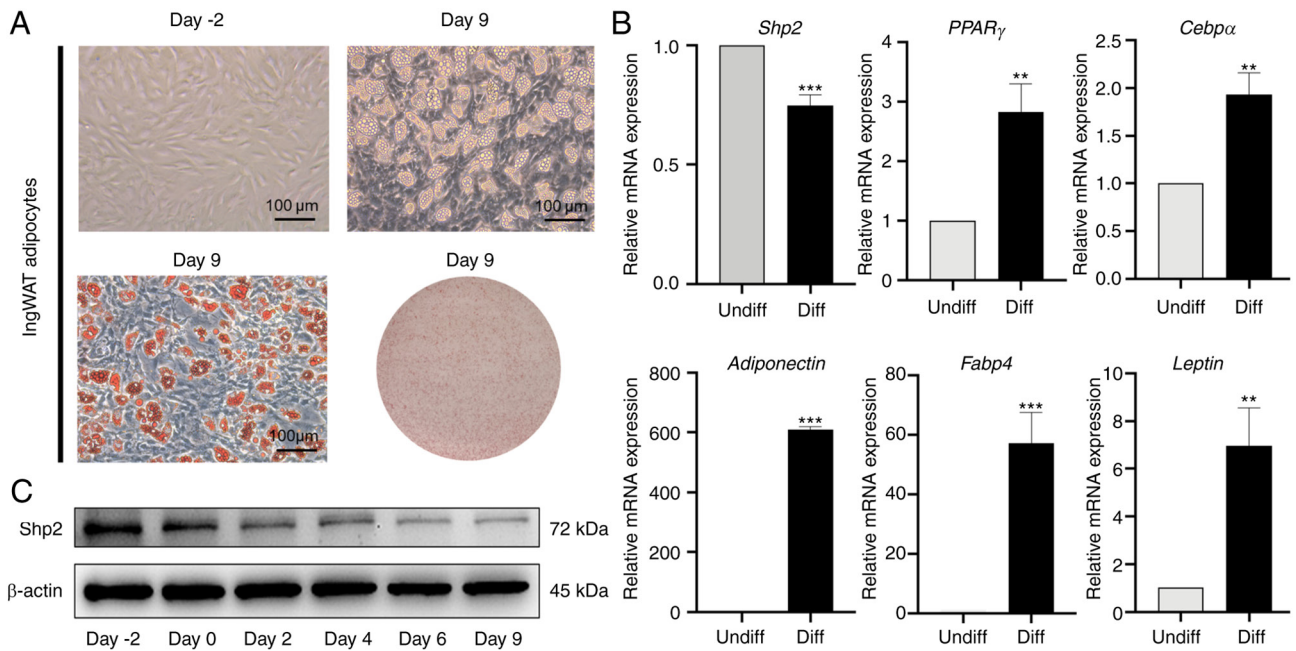 A
Day -2
Day 9
IngWAT adipocytes
100 μm
100 μm
Day 9
Day 9
100μm
B
Shp2
Relative mRNA expression
1.0
0.5
0.0
***
Undiff
Diff
PPARγ
Relative mRNA expression
4
3
2
1
0
**
Undiff
Diff
Cebpα
Relative mRNA expression
2.5
2.0
1.5
1.0
0.5
0.0
**
Undiff
Diff
Adiponectin
Relative mRNA expression
800
600
400
200
0
***
Undiff
Diff
Fabp4
Relative mRNA expression
80
60
40
20
0
***
Undiff
Diff
Leptin
Relative mRNA expression
10
8
6
4
2
0
**
Undiff
Diff
C
Shp2
72 kDa
β-actin
45 kDa
Day -2 Day 0 Day 2 Day 4 Day 6 Day 9